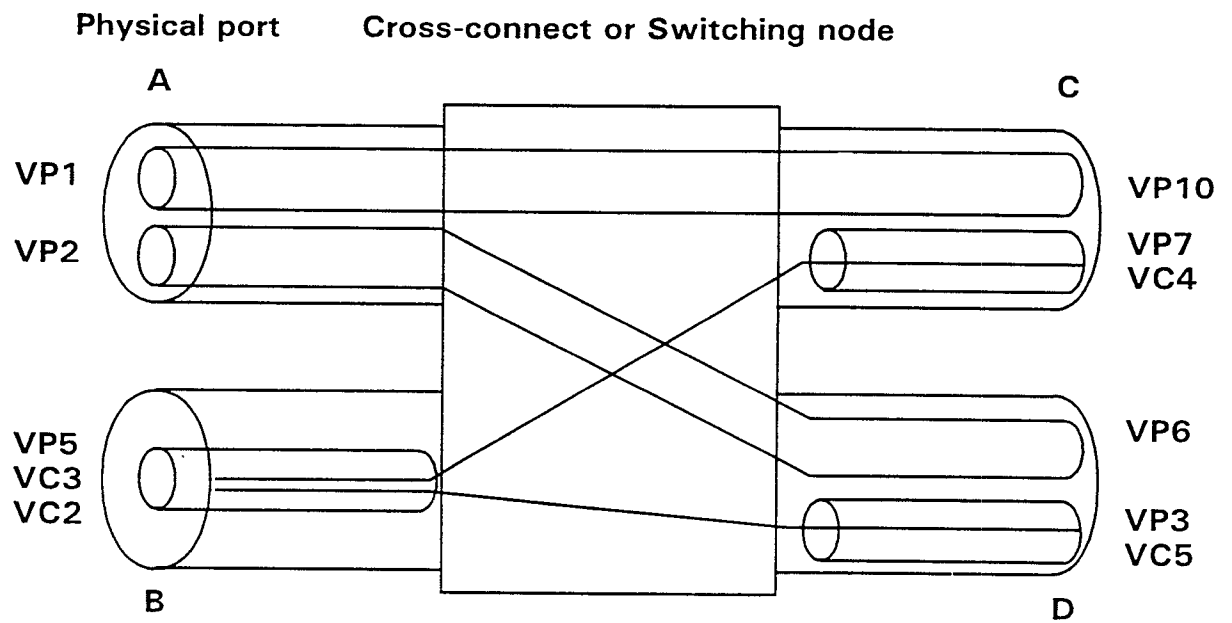 Physical port
Cross-connect or Switching node
A
C
VP1
VP2
VP10
VP7
VC4
VP5
VC3
VC2
VP6
VP3
VC5
B
D